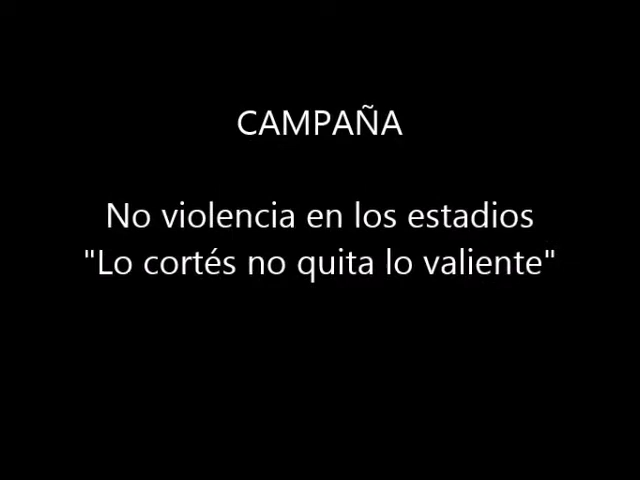 CAMPAÑA
No violencia en los estadios
"Lo cortés no quita lo valiente"